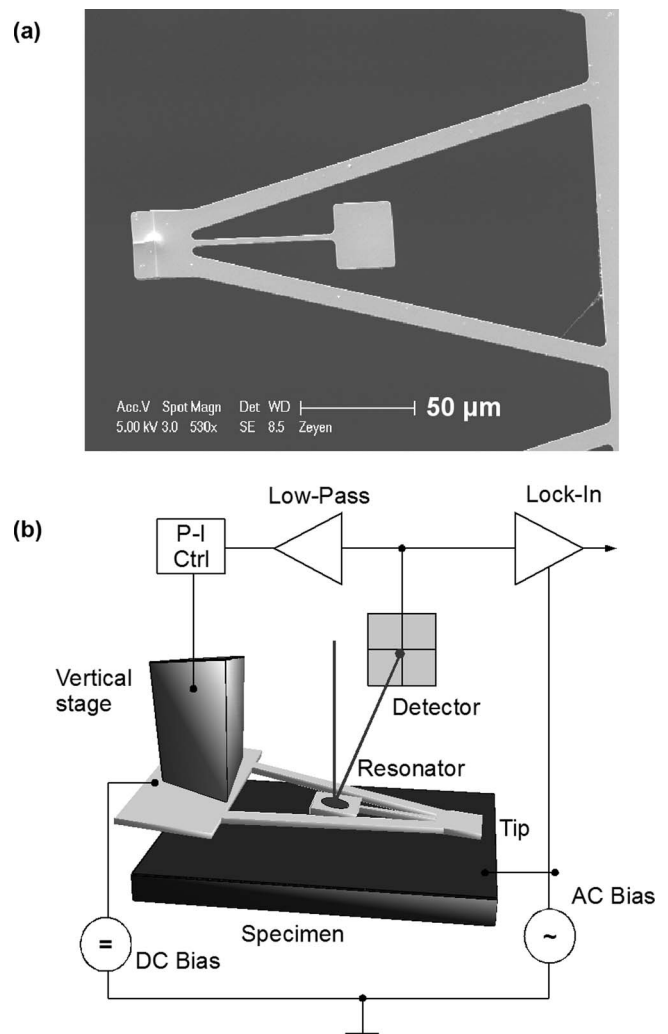 (a)
Acc.V Spot Magn Det WD
50 µm
5.00 kV 3.0 530x SE 8.5 Zeyen
(b)
Low-Pass
Lock-In
P-I
Ctrl
Vertical
stage
Detector
Resonator
Tip
AC Bias
Specimen
=
DC Bias
~